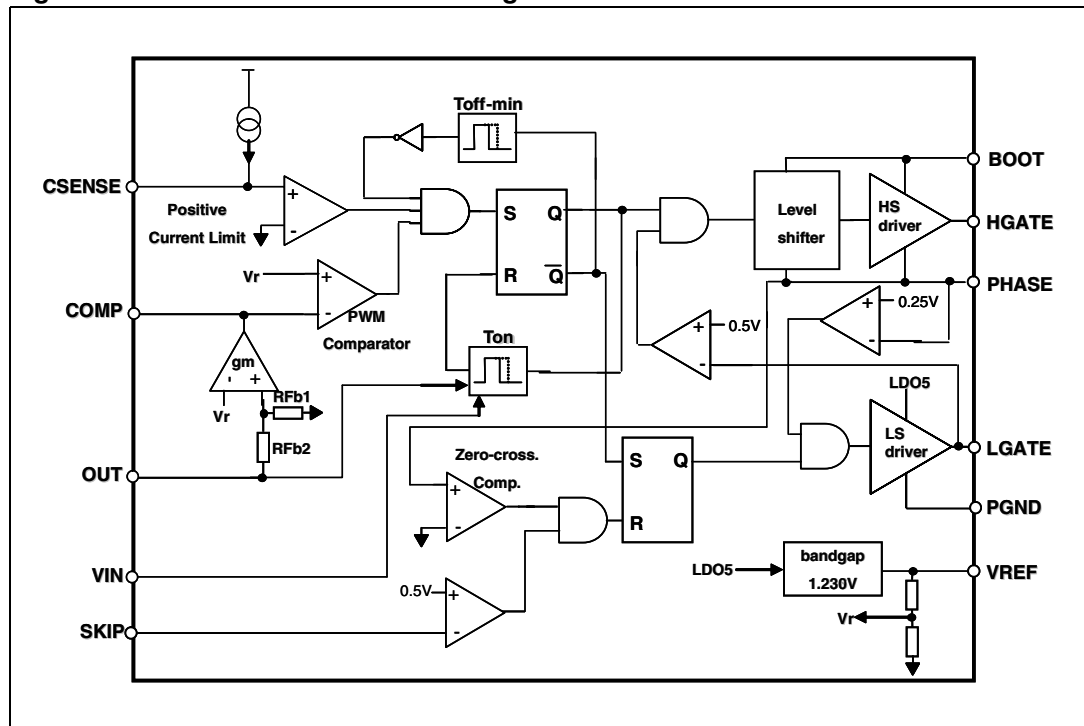 Toff-min
BOOT
CSENSE
+
-
Positive
Current Limit
S
Q
R
Q
Level
shifter
HS
driver
HGATE
Vr
+
-
PWM
Comparator
PHASE
COMP
+
0.25V
-
+
0.5V
-
Ton
gm
-
+
Vr
RFb1
RFb2
LDO5
LS
driver
LGATE
OUT
Zero-cross.
Comp.
+
-
S
Q
R
PGND
VIN
LDO5
bandgap
1.230V
VREF
0.5V
+
-
Vr
SKIP